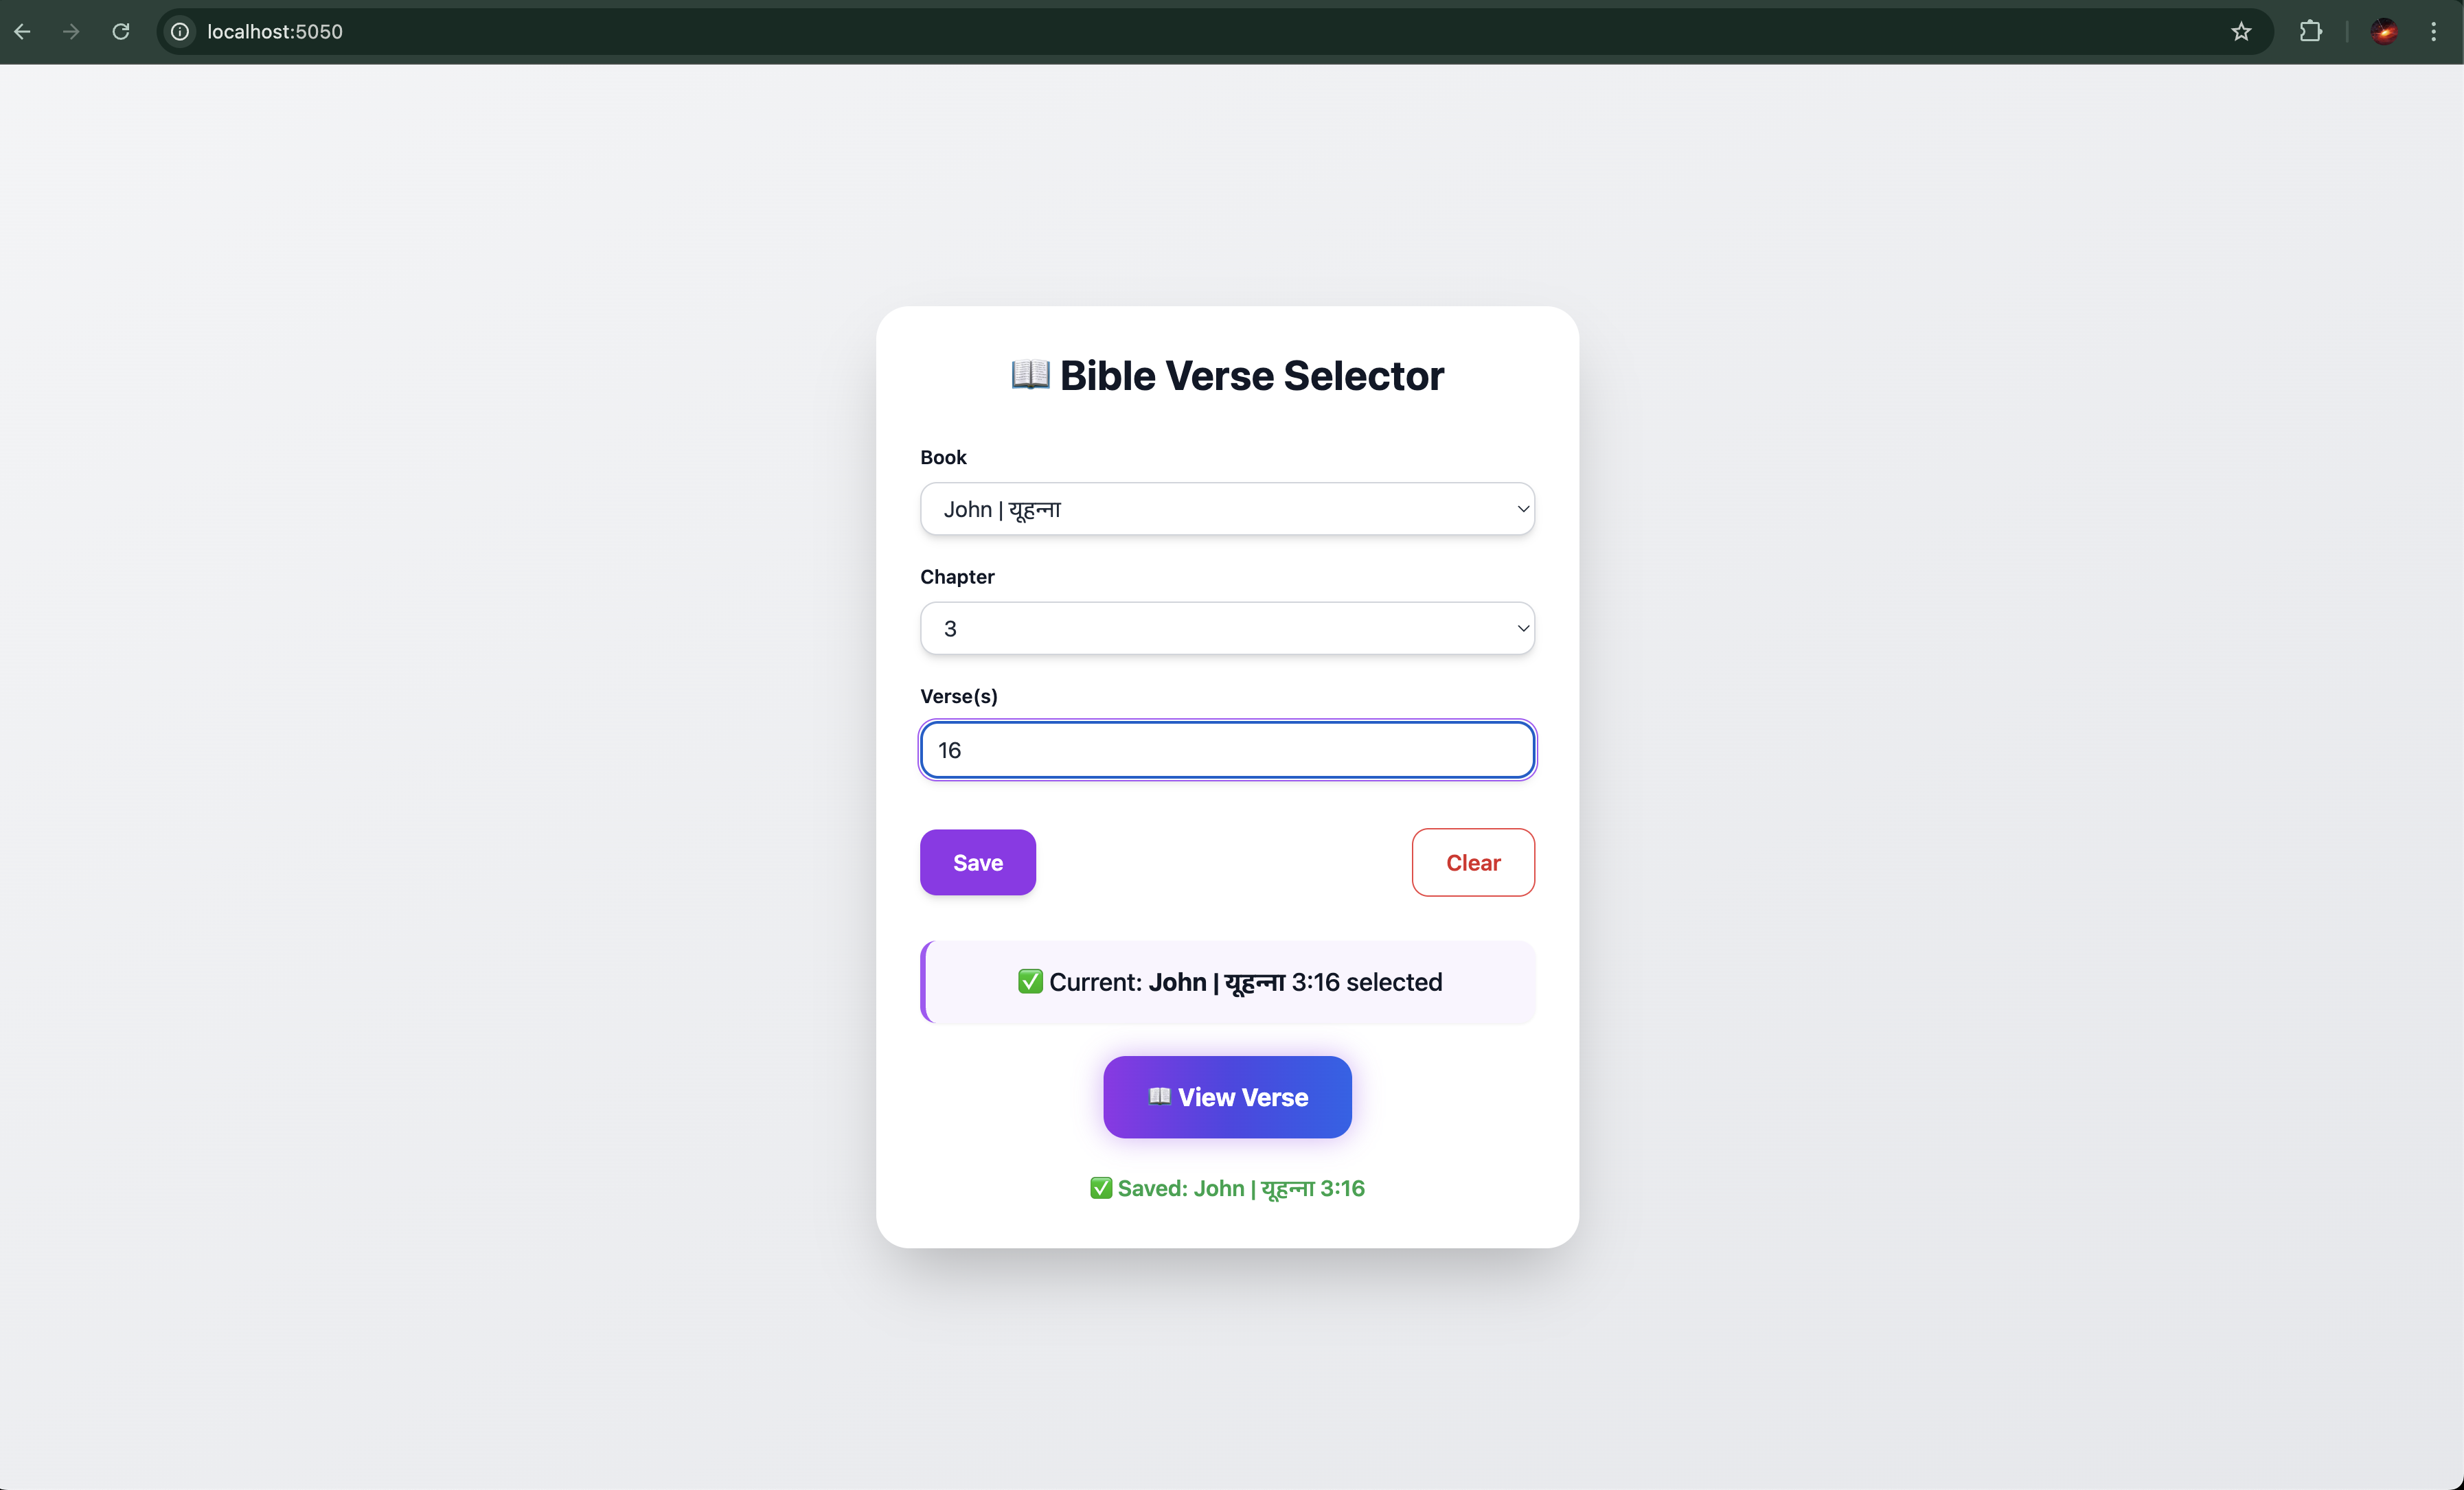 localhost:5050
📖 Bible Verse Selector
Book
John | यूहन्ना
Chapter
3
Verse(s)
16
Save
Clear
✅ Current: John | यूहन्ना 3:16 selected
📖 View Verse
✅ Saved: John | यूहन्ना 3:16